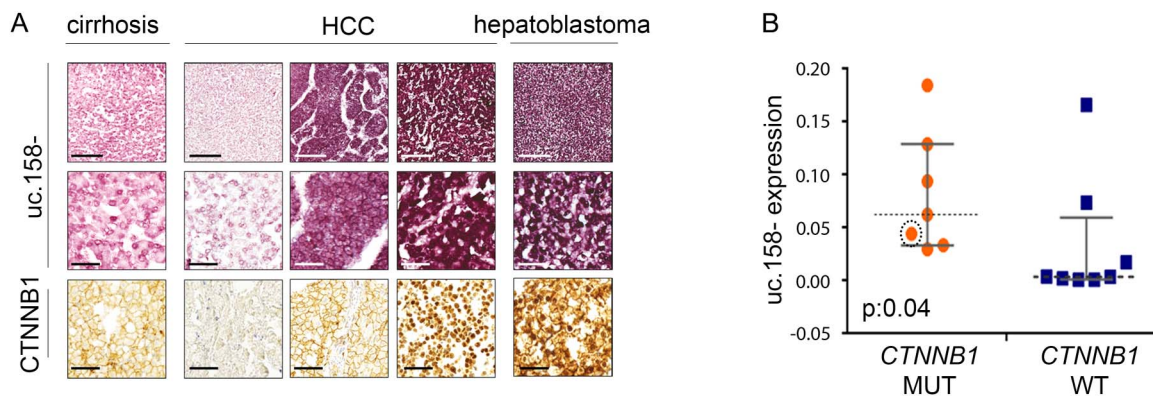 A
cirrhosis
HCC
hepatoblastoma
uc.158-
CTNNB1
B
uc.158- expression
0.20
0.15
0.10
0.05
0.00
-0.05
p:0.04
CTNNB1
MUT
CTNNB1
WT